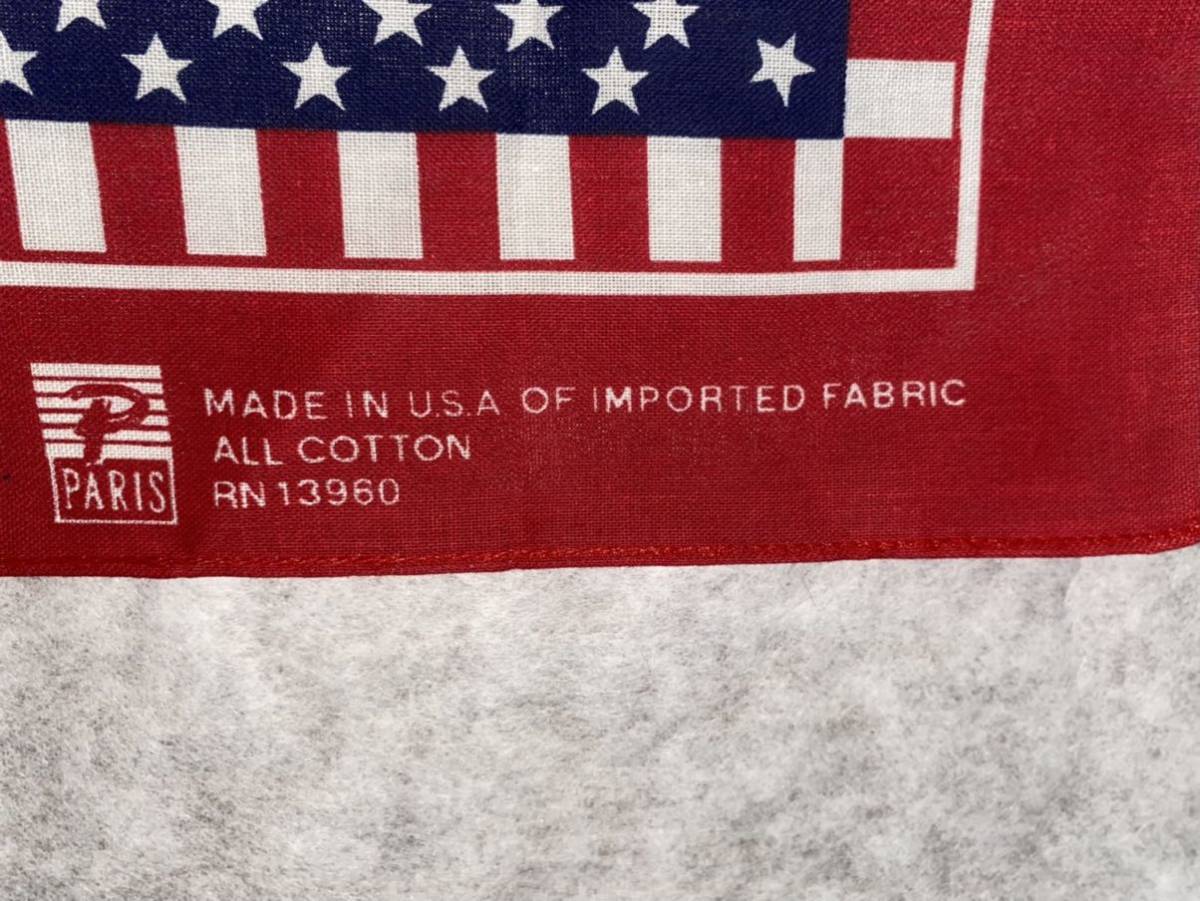 P
PARIS
MADE IN U.S.A OF IMPORTED FABRIC
ALL COTTON
RN 13960